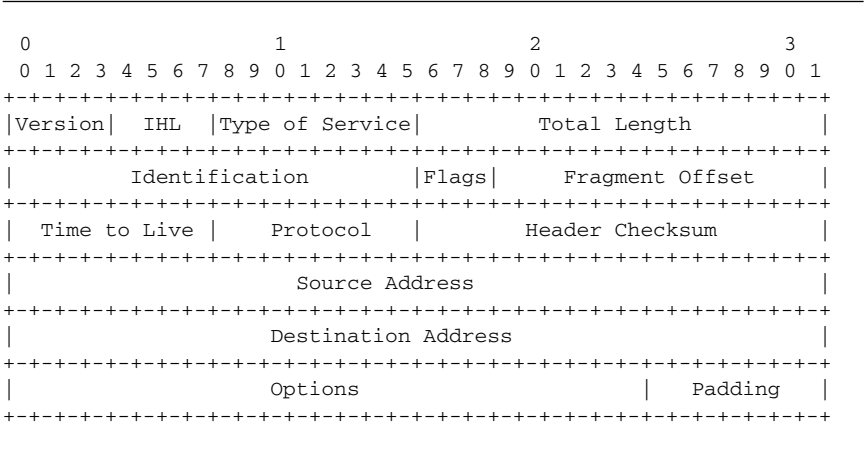 0                   1                   2                   3
 0 1 2 3 4 5 6 7 8 9 0 1 2 3 4 5 6 7 8 9 0 1 2 3 4 5 6 7 8 9 0 1
+-+-+-+-+-+-+-+-+-+-+-+-+-+-+-+-+-+-+-+-+-+-+-+-+-+-+-+-+-+-+-+-+
|Version|  IHL  |Type of Service|         Total Length          |
+-+-+-+-+-+-+-+-+-+-+-+-+-+-+-+-+-+-+-+-+-+-+-+-+-+-+-+-+-+-+-+-+
|         Identification        |Flags|     Fragment Offset     |
+-+-+-+-+-+-+-+-+-+-+-+-+-+-+-+-+-+-+-+-+-+-+-+-+-+-+-+-+-+-+-+-+
|  Time to Live |    Protocol   |        Header Checksum        |
+-+-+-+-+-+-+-+-+-+-+-+-+-+-+-+-+-+-+-+-+-+-+-+-+-+-+-+-+-+-+-+-+
|                      Source Address                           |
+-+-+-+-+-+-+-+-+-+-+-+-+-+-+-+-+-+-+-+-+-+-+-+-+-+-+-+-+-+-+-+-+
|                    Destination Address                        |
+-+-+-+-+-+-+-+-+-+-+-+-+-+-+-+-+-+-+-+-+-+-+-+-+-+-+-+-+-+-+-+-+
|                    Options                      |   Padding   |
+-+-+-+-+-+-+-+-+-+-+-+-+-+-+-+-+-+-+-+-+-+-+-+-+-+-+-+-+-+-+-+-+